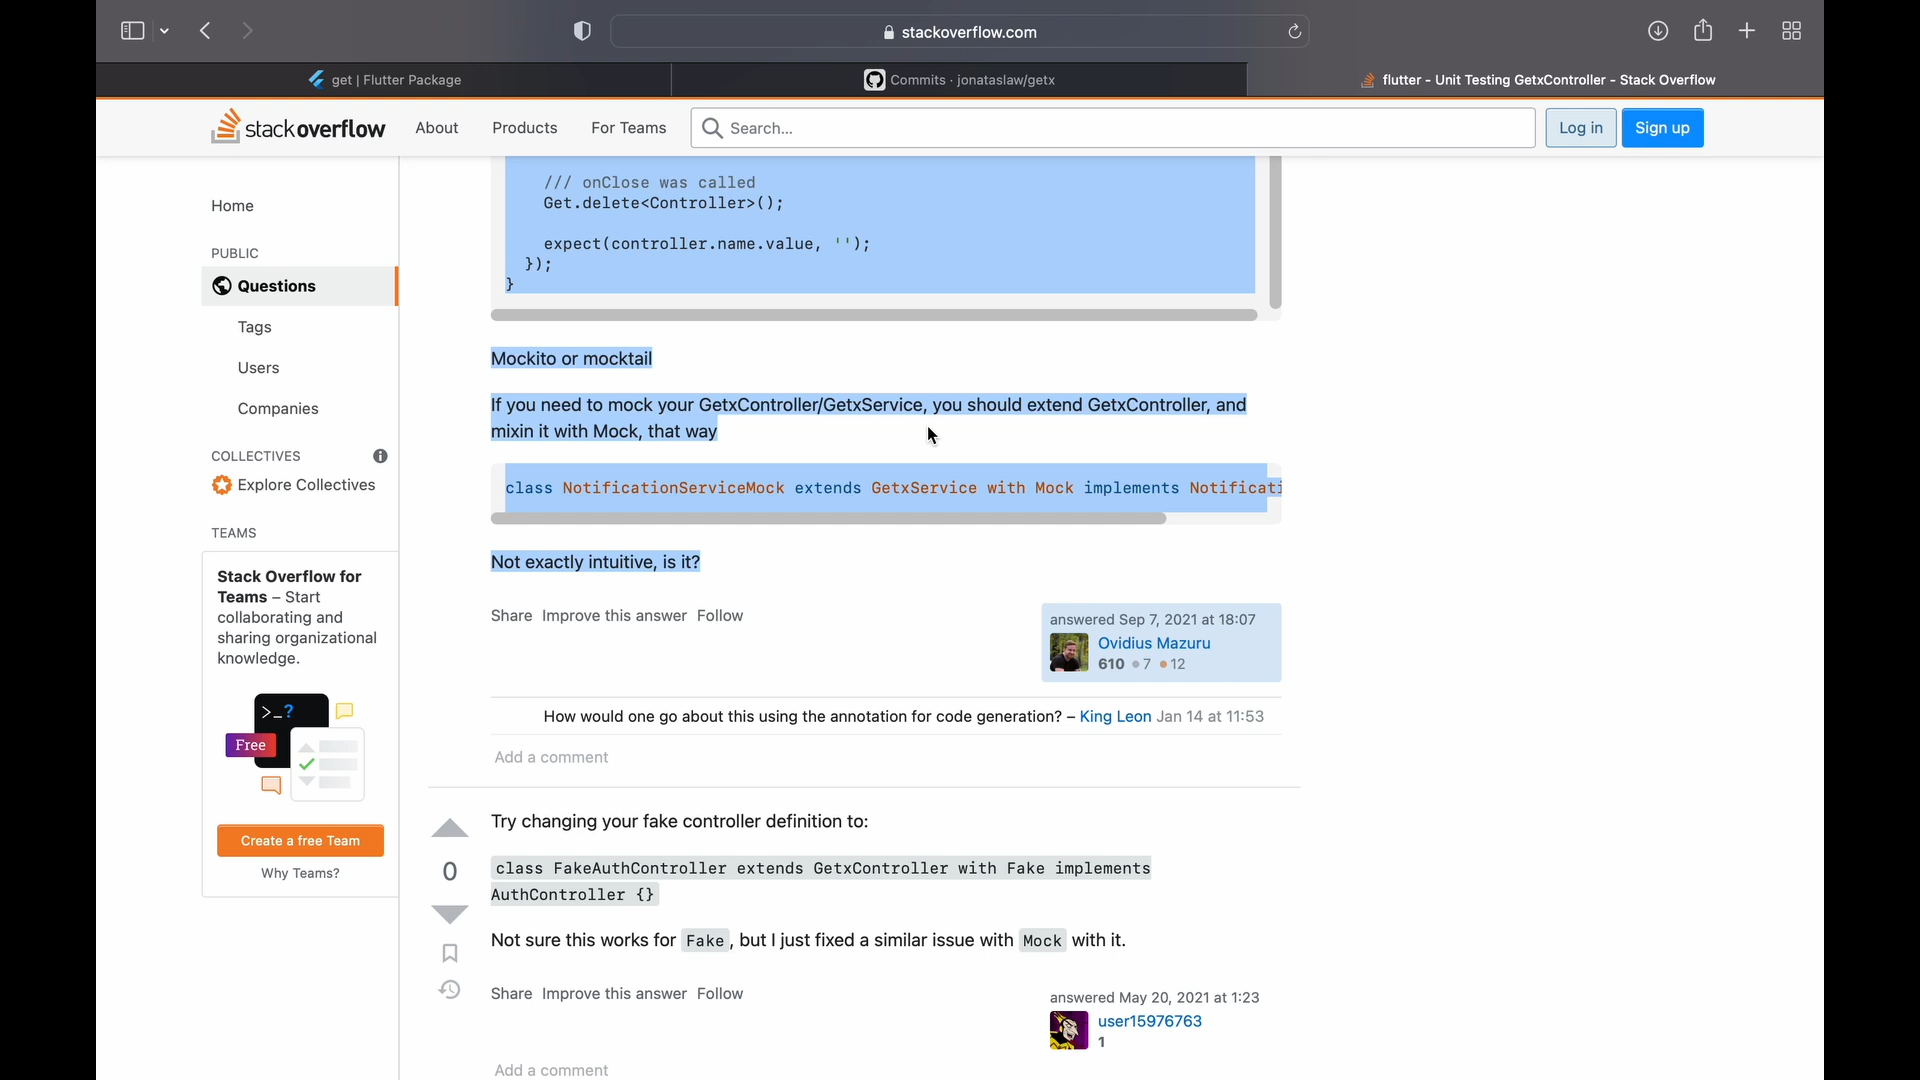 stackoverflow.com
get | Flutter Package
Commits · jonataslaw/getx
flutter - Unit Testing GetxController - Stack Overflow
stackoverflow
About
Products
For Teams
Search...
Log in
Sign up
Home
PUBLIC
Questions
Tags
Users
Companies
COLLECTIVES
Explore Collectives
TEAMS
Stack Overflow for
Teams – Start
collaborating and
sharing organizational
knowledge.
>_?
Free
Create a free Team
Why Teams?
/// onClose was called
Get.delete<Controller>();
expect(controller.name.value, '');
});
}
Mockito or mocktail
If you need to mock your GetxController/GetxService, you should extend GetxController, and
mixin it with Mock, that way
class NotificationServiceMock extends GetxService with Mock implements Notificati
Not exactly intuitive, is it?
Share Improve this answer Follow
answered Sep 7, 2021 at 18:07
Ovidius Mazuru
610 ●7 ●12
How would one go about this using the annotation for code generation? – King Leon Jan 14 at 11:53
Add a comment
0
Try changing your fake controller definition to:
class FakeAuthController extends GetxController with Fake implements
AuthController {}
Not sure this works for Fake, but I just fixed a similar issue with Mock with it.
Share Improve this answer Follow
answered May 20, 2021 at 1:23
user15976763
1
Add a comment